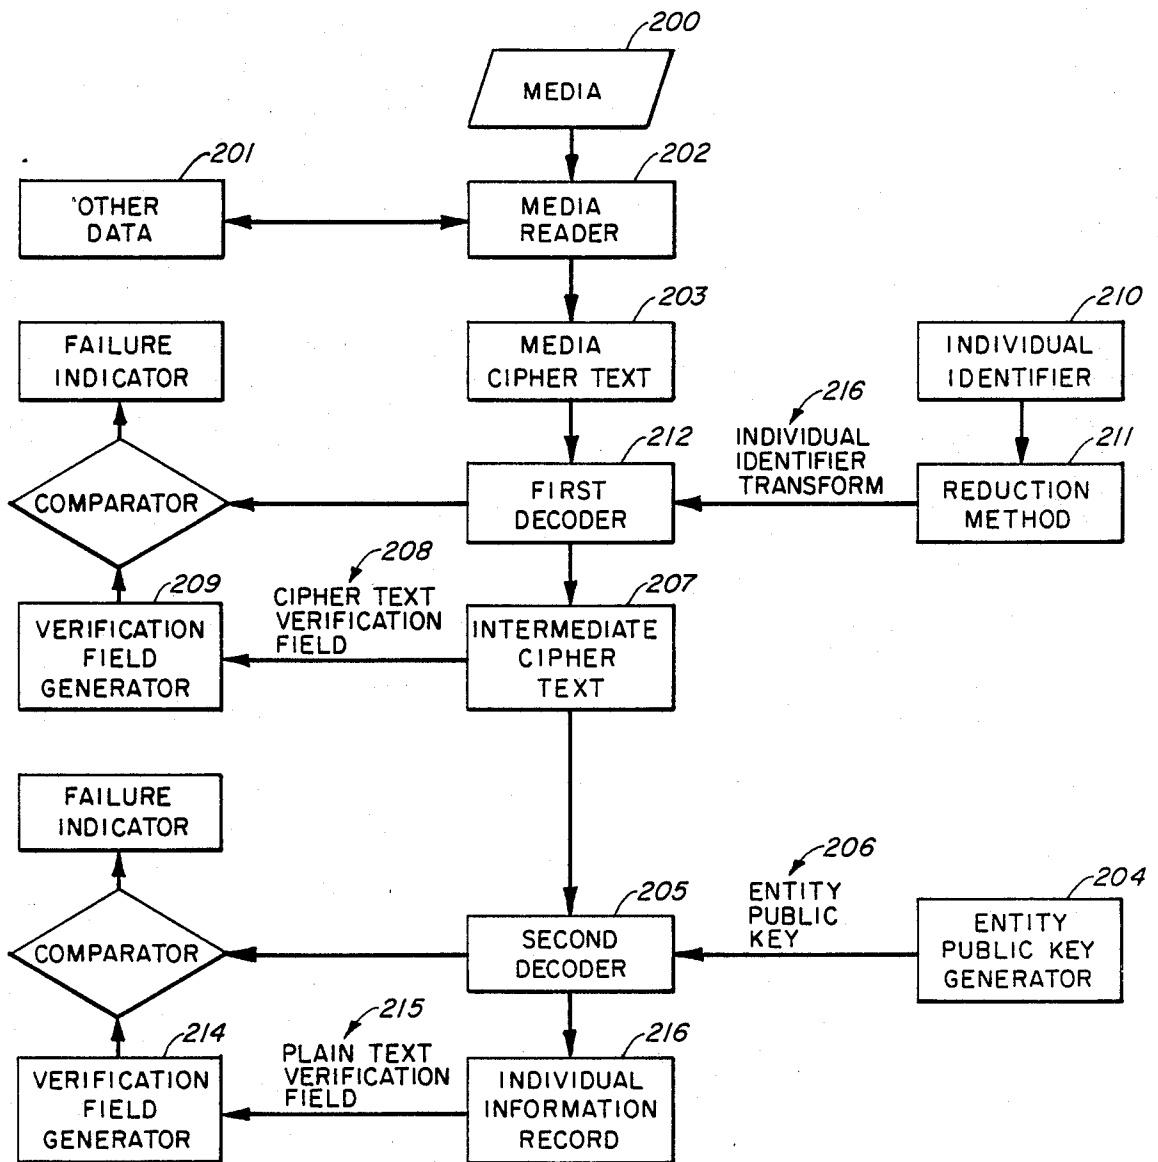 200
MEDIA
201
202
OTHER
DATA
MEDIA
READER
203
210
FAILURE
INDICATOR
MEDIA
CIPHER TEXT
INDIVIDUAL
IDENTIFIER
216
212
INDIVIDUAL
IDENTIFIER
TRANSFORM
211
COMPARATOR
FIRST
DECODER
REDUCTION
METHOD
208
209
CIPHER TEXT
VERIFICATION
FIELD
207
VERIFICATION
FIELD
GENERATOR
INTERMEDIATE
CIPHER
TEXT
FAILURE
INDICATOR
206
205
ENTITY
PUBLIC
KEY
204
COMPARATOR
SECOND
DECODER
ENTITY
PUBLIC KEY
GENERATOR
215
214
PLAIN TEXT
VERIFICATION
FIELD
216
VERIFICATION
FIELD
GENERATOR
INDIVIDUAL
INFORMATION
RECORD